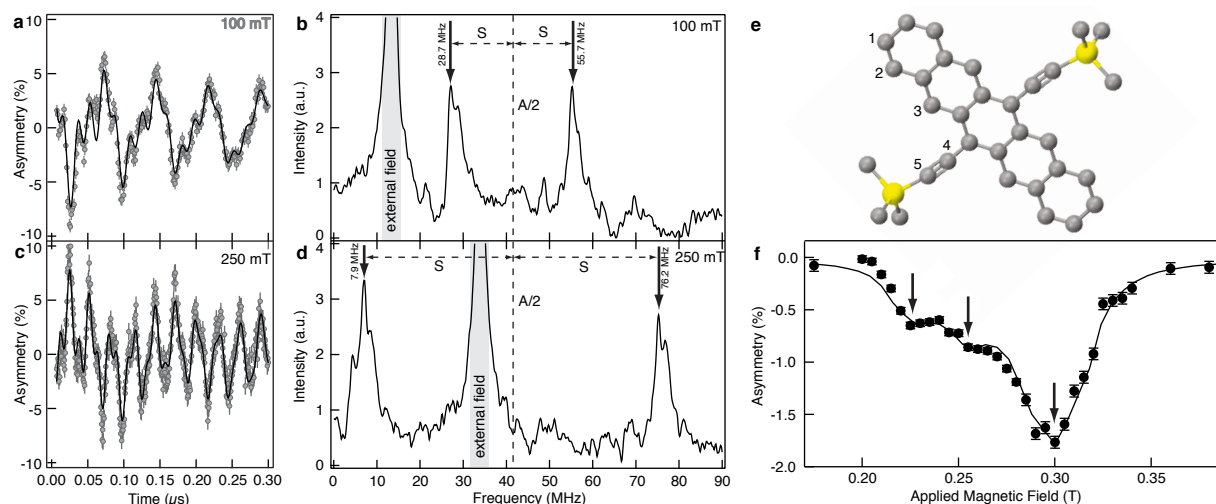 a
100 mT
10
5
0
-5
-10
Asymmetry (%)
c
250 mT
10
5
0
-5
-10
Asymmetry (%)
0.00 0.05 0.10 0.15 0.20 0.25 0.30
Time (µs)
b
100 mT
28.7 MHz
S
S
55.7 MHz
A/2
external field
4
3
2
1
0
Intensity (a.u.)
d
250 mT
7.9 MHz
S
S
76.2 MHz
A/2
external field
4
3
2
1
0
Intensity (a.u.)
0 10 20 30 40 50 60 70 80 90
Frequency (MHz)
e
1
2
3
4
5
f
0.0
-0.5
-1.0
-1.5
-2.0
Asymmetry (%)
0.20 0.25 0.30 0.35
Applied Magnetic Field (T)